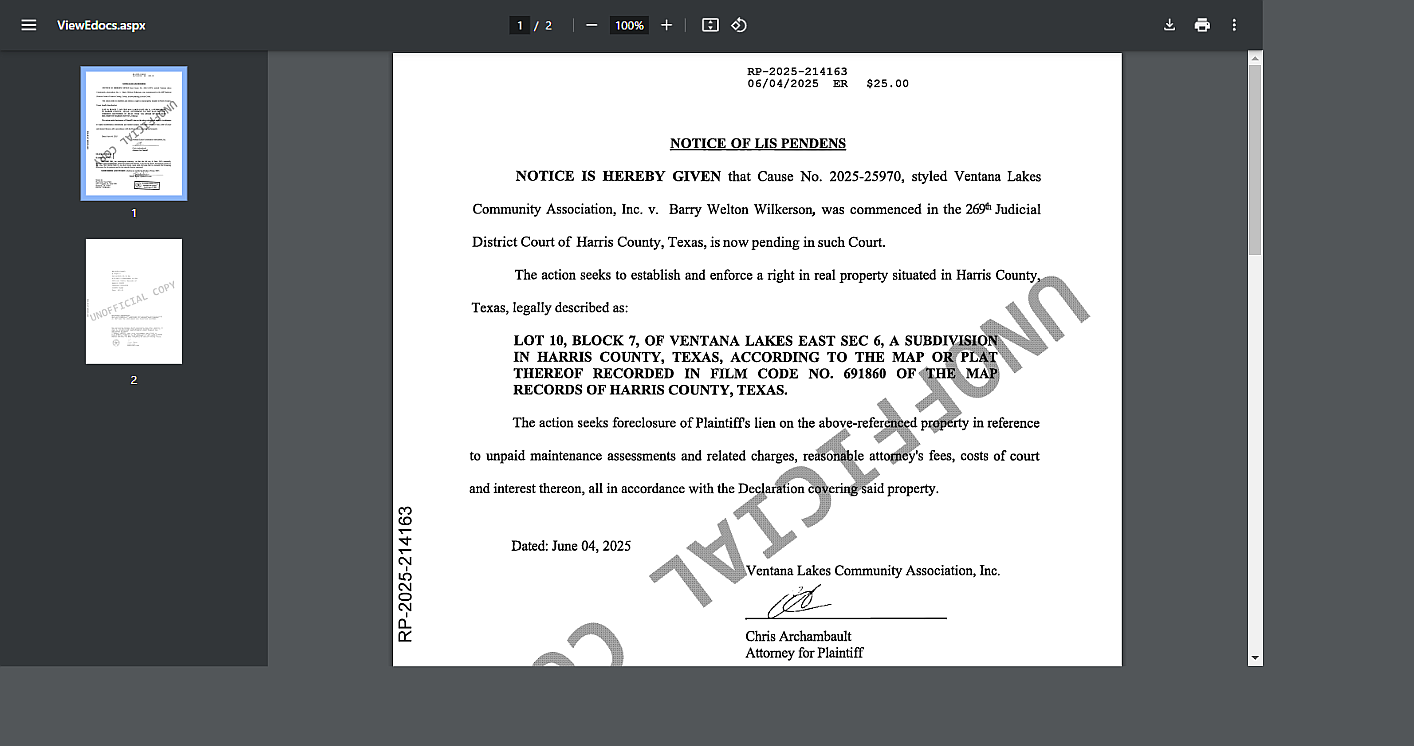 ViewEdocs.aspx
1 / 2
100%
1
2
RP-2025-214163
06/04/2025 ER $25.00
NOTICE OF LIS PENDENS
NOTICE IS HEREBY GIVEN that Cause No. 2025-25970, styled Ventana Lakes
Community Association, Inc. v. Barry Welton Wilkerson, was commenced in the 269th Judicial
District Court of Harris County, Texas, is now pending in such Court.
The action seeks to establish and enforce a right in real property situated in Harris County,
Texas, legally described as:
LOT 10, BLOCK 7, OF VENTANA LAKES EAST SEC 6, A SUBDIVISION
IN HARRIS COUNTY, TEXAS, ACCORDING TO THE MAP OR PLAT
THEREOF RECORDED IN FILM CODE NO. 691860 OF THE MAP
RECORDS OF HARRIS COUNTY, TEXAS.
The action seeks foreclosure of Plaintiff's lien on the above-referenced property in reference
to unpaid maintenance assessments and related charges, reasonable attorney's fees, costs of court
and interest thereon, all in accordance with the Declaration covering said property.
Dated: June 04, 2025
Ventana Lakes Community Association, Inc.
Chris Archambault
Attorney for Plaintiff
RP-2025-214163
UNOFFICIAL CO
UNOFFICIAL COPY